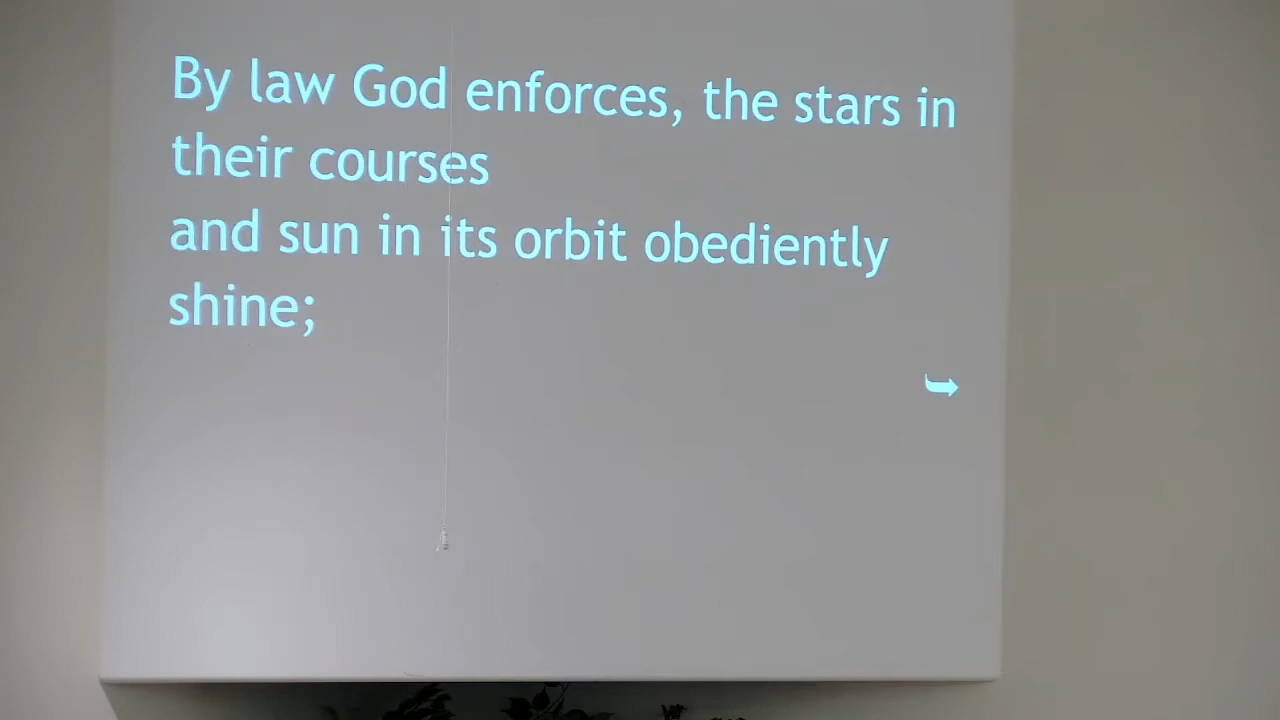 By law God enforces, the stars in
their courses
and sun in its orbit obediently
shine;